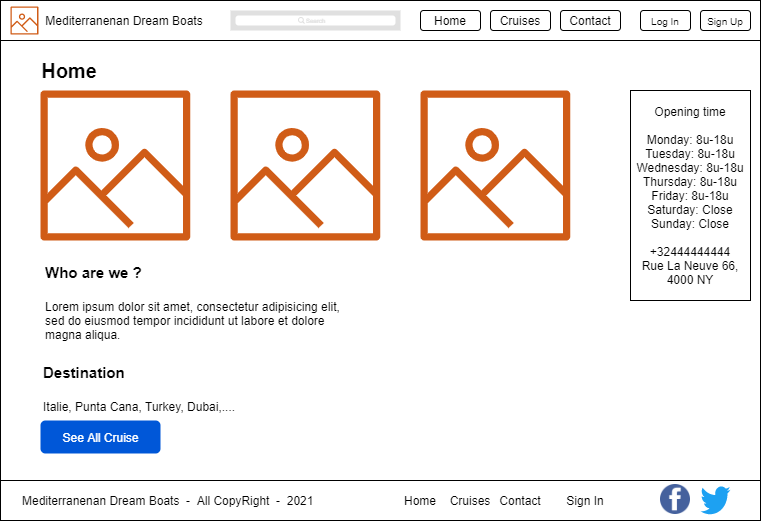 Mediterranenan Dream Boats
Search
Home
Cruises
Contact
Log In
Sign Up
Home
Opening time
Monday: 8u-18u
Tuesday: 8u-18u
Wednesday: 8u-18u
Thursday: 8u-18u
Friday: 8u-18u
Saturday: Close
Sunday: Close
+32444444444
Rue La Neuve 66,
4000 NY
Who are we ?
Lorem ipsum dolor sit amet, consectetur adipisicing elit,
sed do eiusmod tempor incididunt ut labore et dolore
magna aliqua.
Destination
Italie, Punta Cana, Turkey, Dubai,....
See All Cruise
Mediterranenan Dream Boats - All CopyRight - 2021
Home Cruises Contact Sign In